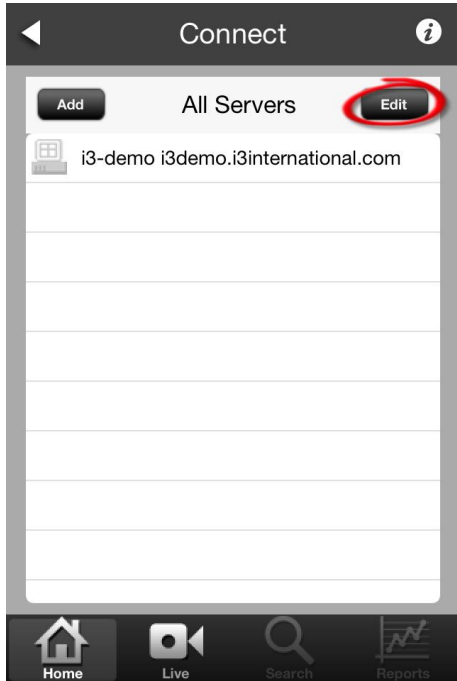 Connect
Add All Servers Edit
i3-demo i3demo.i3international.com
Home Live Search Reports